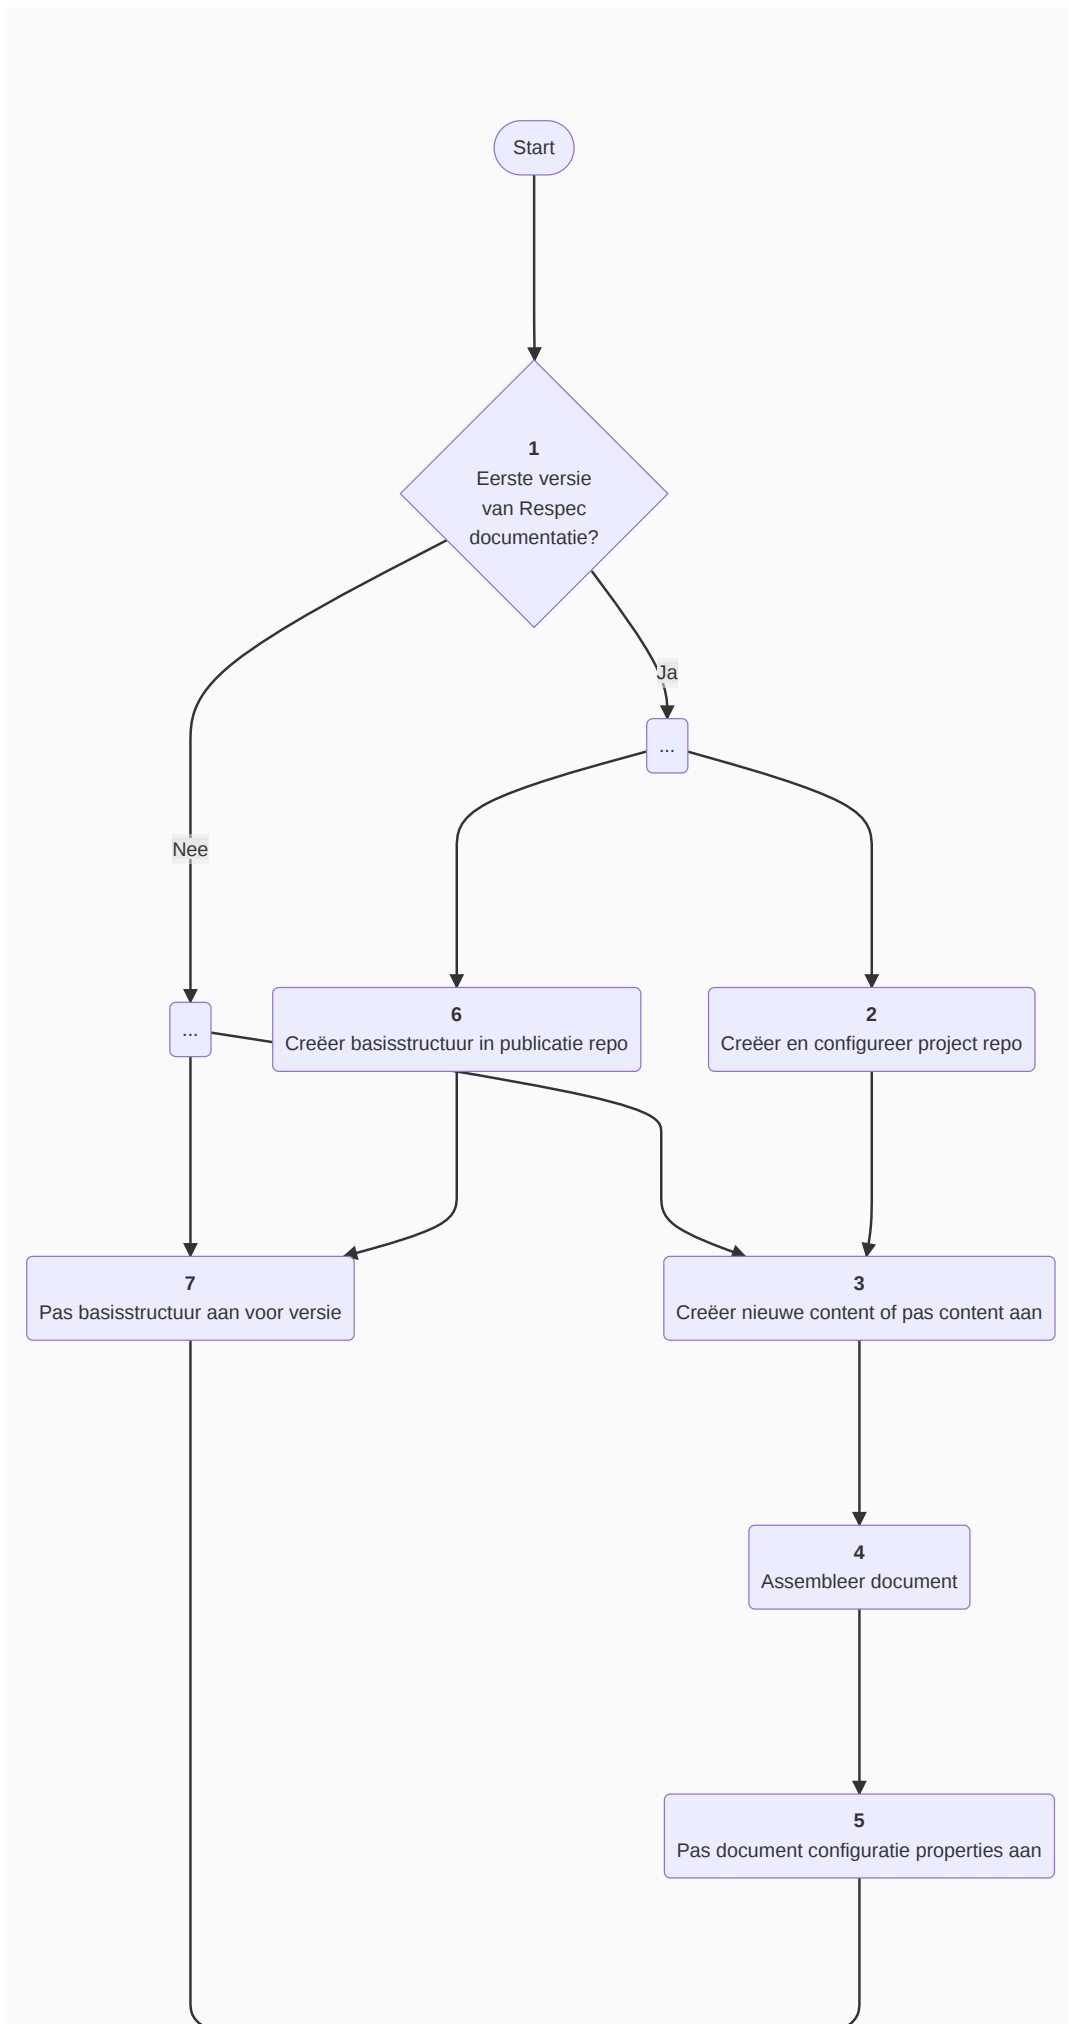 Start
1
Eerste versie
van Respec
documentatie?
Ja
...
Nee
...
6
Creëer basisstructuur in publicatie repo
2
Creëer en configureer project repo
7
Pas basisstructuur aan voor versie
3
Creëer nieuwe content of pas content aan
4
Assembleer document
5
Pas document configuratie properties aan